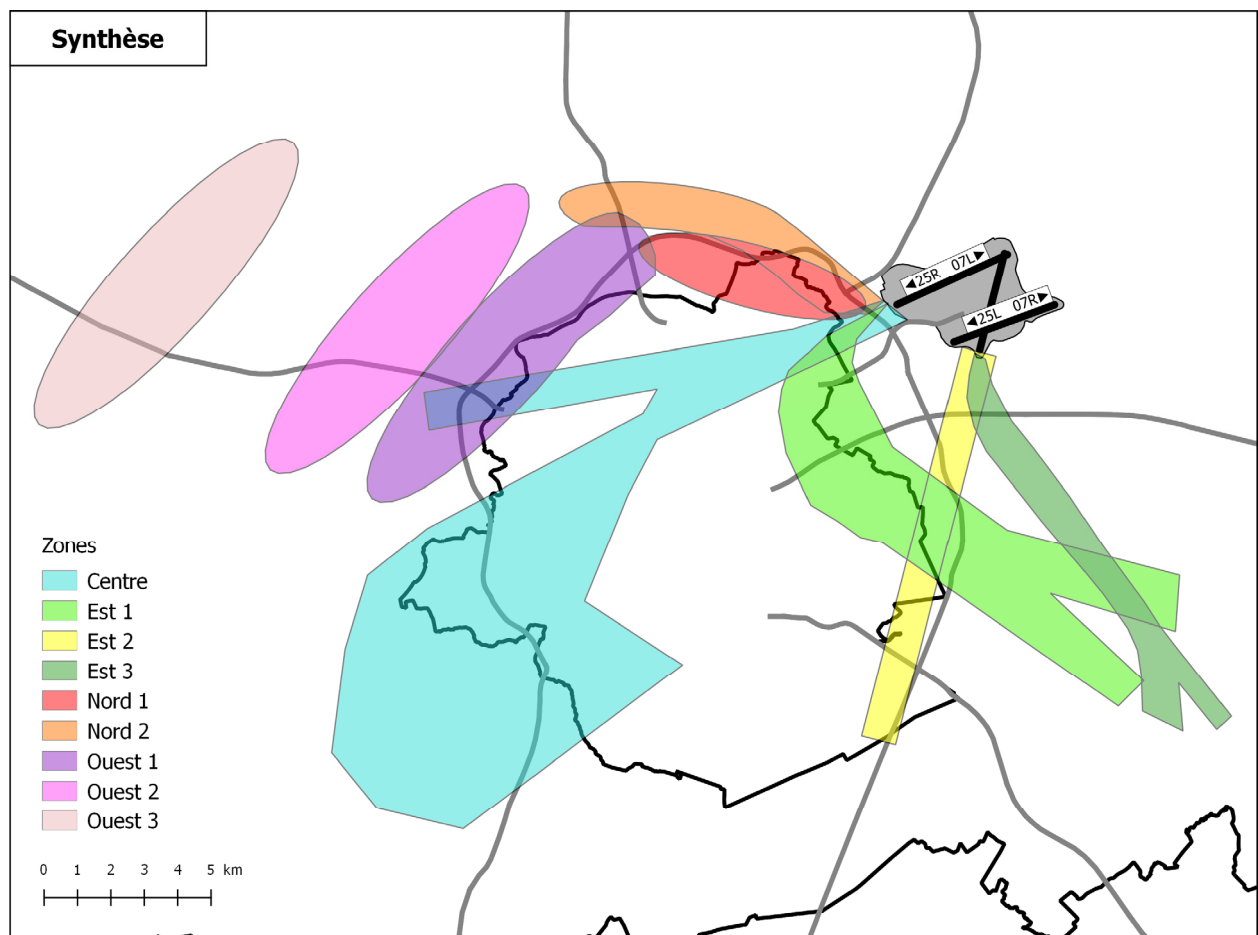 Synthèse
◀25R 07L▶
◀25L 07R▶
Zones
Centre
Est 1
Est 2
Est 3
Nord 1
Nord 2
Ouest 1
Ouest 2
Ouest 3
0 1 2 3 4 5 km